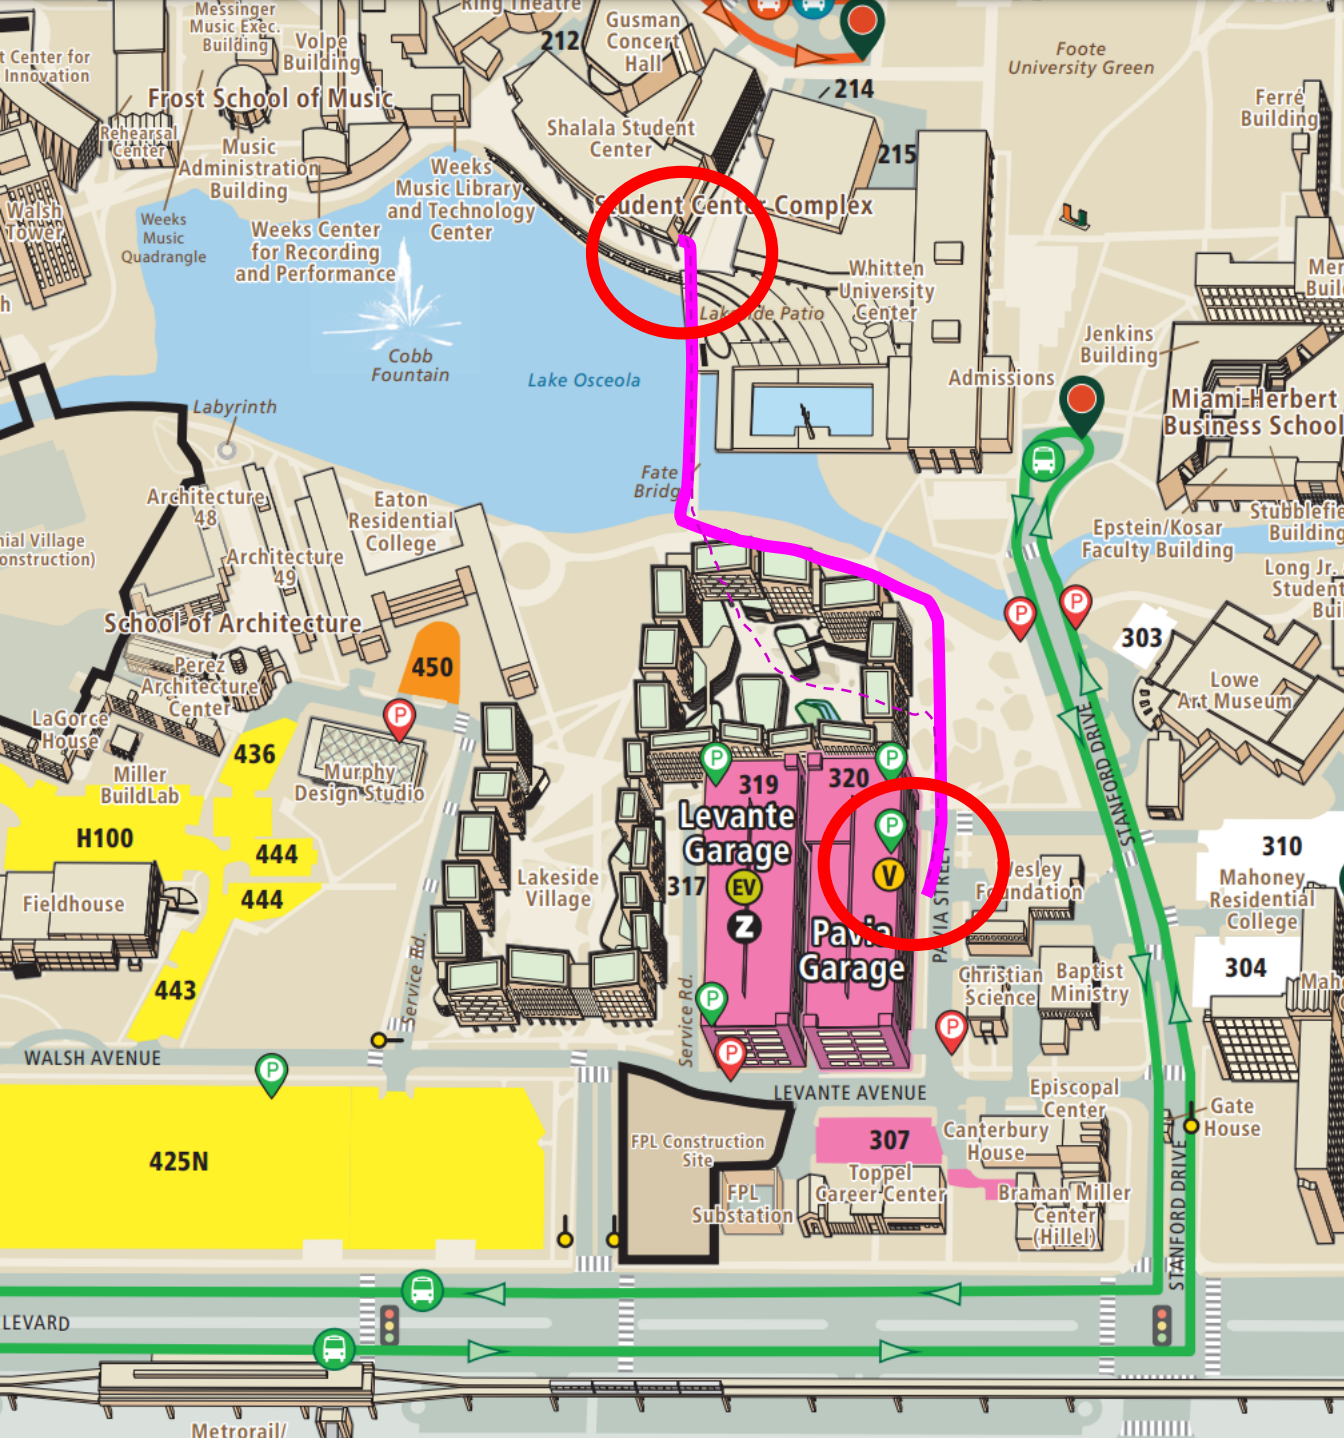 Messinger
Music Exec.
Building
Ring Theatre
212
Gusman
Concert
Hall
Foote
University Green
t Center for
Innovation
Volpe
Building
Frost School of Music
214
Ferré
Building
Rehearsal
Center
Music
Administration
Building
Shalala Student
Center
215
Weeks
Music Library
and Technology
Center
Walsh
Tower
Weeks
Music
Quadrangle
Weeks Center
for Recording
and Performance
Student Center Complex
Whitten
University
Center
Lakeside Patio
Cobb
Fountain
Lake Osceola
Jenkins
Building
Admissions
Miami Herbert
Business School
Labyrinth
Fate
Bridge
Architecture
48
Eaton
Residential
College
Architecture
49
Epstein/Kosar
Faculty Building
Building
Long Jr.
Student
nial Village
onstruction)
School of Architecture
P
P
303
450
Perez
Architecture
Center
Lowe
Art Museum
LaGorce
House
P
436
Miller
BuildLab
Murphy
Design Studio
STANFORD DRIVE
P
319
320
P
Levante
Garage
P
H100
444
310
444
Fieldhouse
Lakeside
Village
317
EV
V
Z
Wesley
Foundation
PAVIA STREET
Mahoney
Residential
College
Pavia
Garage
304
443
Service Rd.
Service Rd.
P
Christian
Science
Baptist
Ministry
P
P
WALSH AVENUE
P
LEVANTE AVENUE
Episcopal
Center
Gate
House
425N
FPL Construction
Site
307
Canterbury
House
Toppel
Career Center
FPL
Substation
Braman Miller
Center
(Hillel)
STANFORD DRIVE
LEVARD
Metrorail/